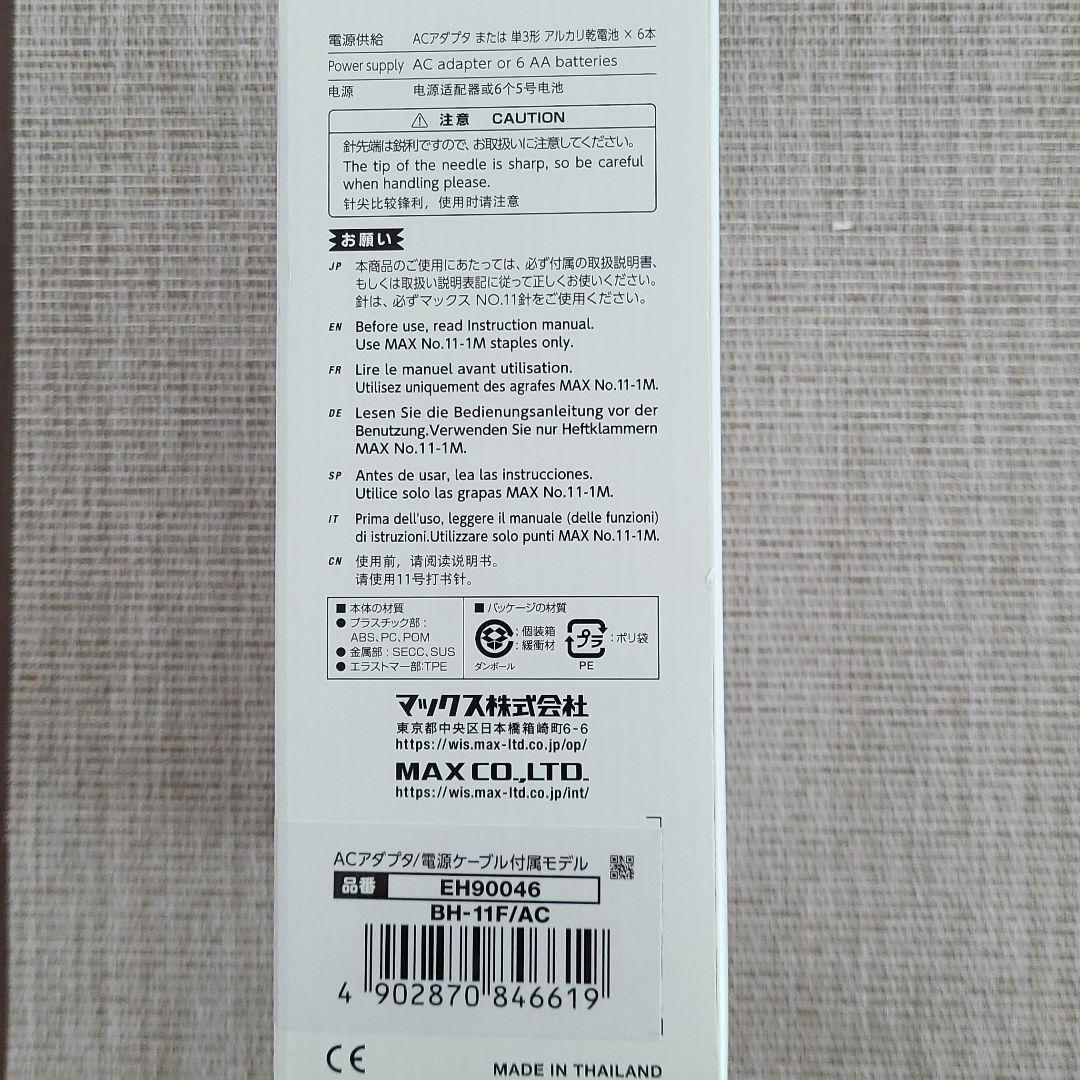 電源供給 ACアダプタ または 単3形 アルカリ乾電池 × 6本
Power supply AC adapter or 6 AA batteries
电源 电源适配器或6个5号电池
⚠ 注意 CAUTION
針先端は鋭利ですので、お取扱いに注意してください。
The tip of the needle is sharp, so be careful
when handling please.
针尖比较锋利，使用时请注意
お願い
JP 本商品のご使用にあたっては、必ず付属の取扱説明書、
もしくは取扱い説明表記に従って正しくお使いください。
針は、必ずマックス NO.11針をご使用ください。
EN Before use, read Instruction manual.
Use MAX No.11-1M staples only.
FR Lire le manuel avant utilisation.
Utilisez uniquement des agrafes MAX No.11-1M.
DE Lesen Sie die Bedienungsanleitung vor der
Benutzung.Verwenden Sie nur Heftklammern
MAX No.11-1M.
SP Antes de usar, lea las instrucciones.
Utilice solo las grapas MAX No.11-1M.
IT Prima dell'uso, leggere il manuale (delle funzioni)
di istruzioni.Utilizzare solo punti MAX No.11-1M.
CN 使用前，请阅读说明书。
请使用11号打书针。
■ 本体の材質
● プラスチック部：
ABS、PC、POM
● 金属部：SECC、SUS
● エラストマー部：TPE
■ パッケージの材質
：個装箱
：緩衝材
ダンボール
プラ
：ポリ袋
PE
マックス株式会社
東京都中央区日本橋箱崎町6-6
https://wis.max-ltd.co.jp/op/
MAX CO.,LTD.
https://wis.max-ltd.co.jp/int/
ACアダプタ/電源ケーブル付属モデル
品番 EH90046
BH-11F/AC
4 902870 846619
CE
MADE IN THAILAND